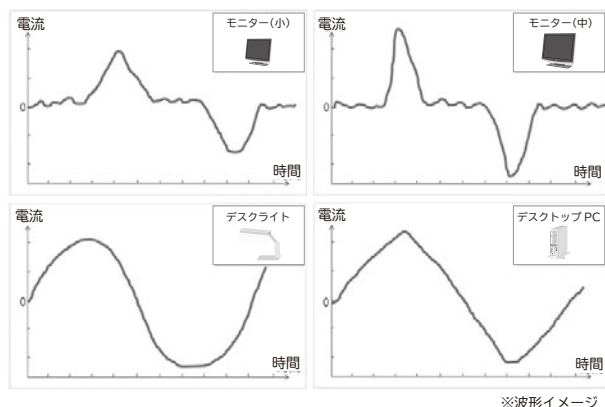 電流
モニター(小)
0
時間
電流
モニター(中)
0
時間
電流
デスクライト
0
時間
電流
デスクトップ PC
0
時間
※波形イメージ